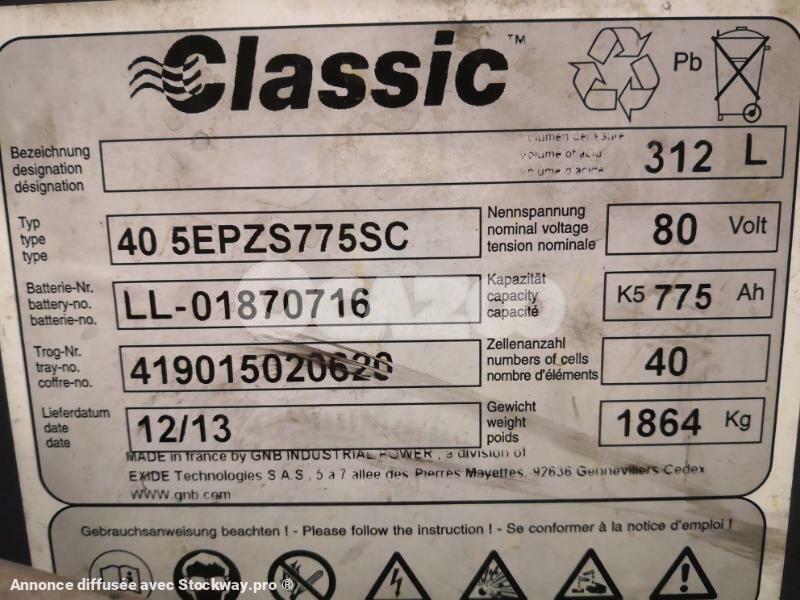 Classic™
Pb
Bezeichnung
designation
désignation
volume of acid
312 L
Typ
type
type
40 5EPZS775SC
Nennspannung
nominal voltage
tension nominale
80 Volt
Batterie-Nr.
battery-no.
batterie-no.
LL-01870716
Kapazität
capacity
capacité
K5 775 Ah
Trog-Nr.
tray-no.
coffre-no.
419015020620
Zellenanzahl
numbers of cells
nombre d'éléments
40
Lieferdatum
date
date
12/13
Gewicht
weight
poids
1864 Kg
MADE in france by GNB INDUSTRIAL POWER , a division of
EXIDE Technologies S A S , 5 a 7 allee des Pierres Mayettes, 92636 Gennevilliers Cedex
www.gnb.com
Gebrauchsanweisung beachten ! - Please follow the instruction ! - Se conformer à la notice d'emploi !
Annonce diffusée avec Stockway.pro ®